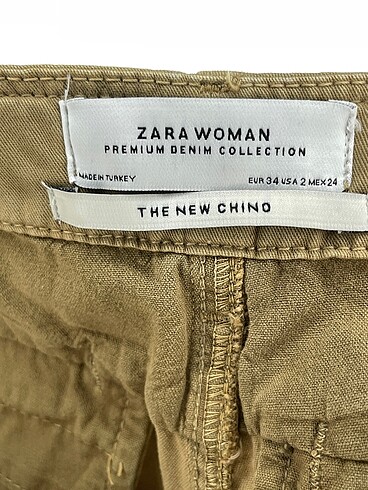 ZARA WOMAN
PREMIUM DENIM COLLECTION
MADE IN TURKEY EUR 34 USA 2 MEX 24
THE NEW CHINO